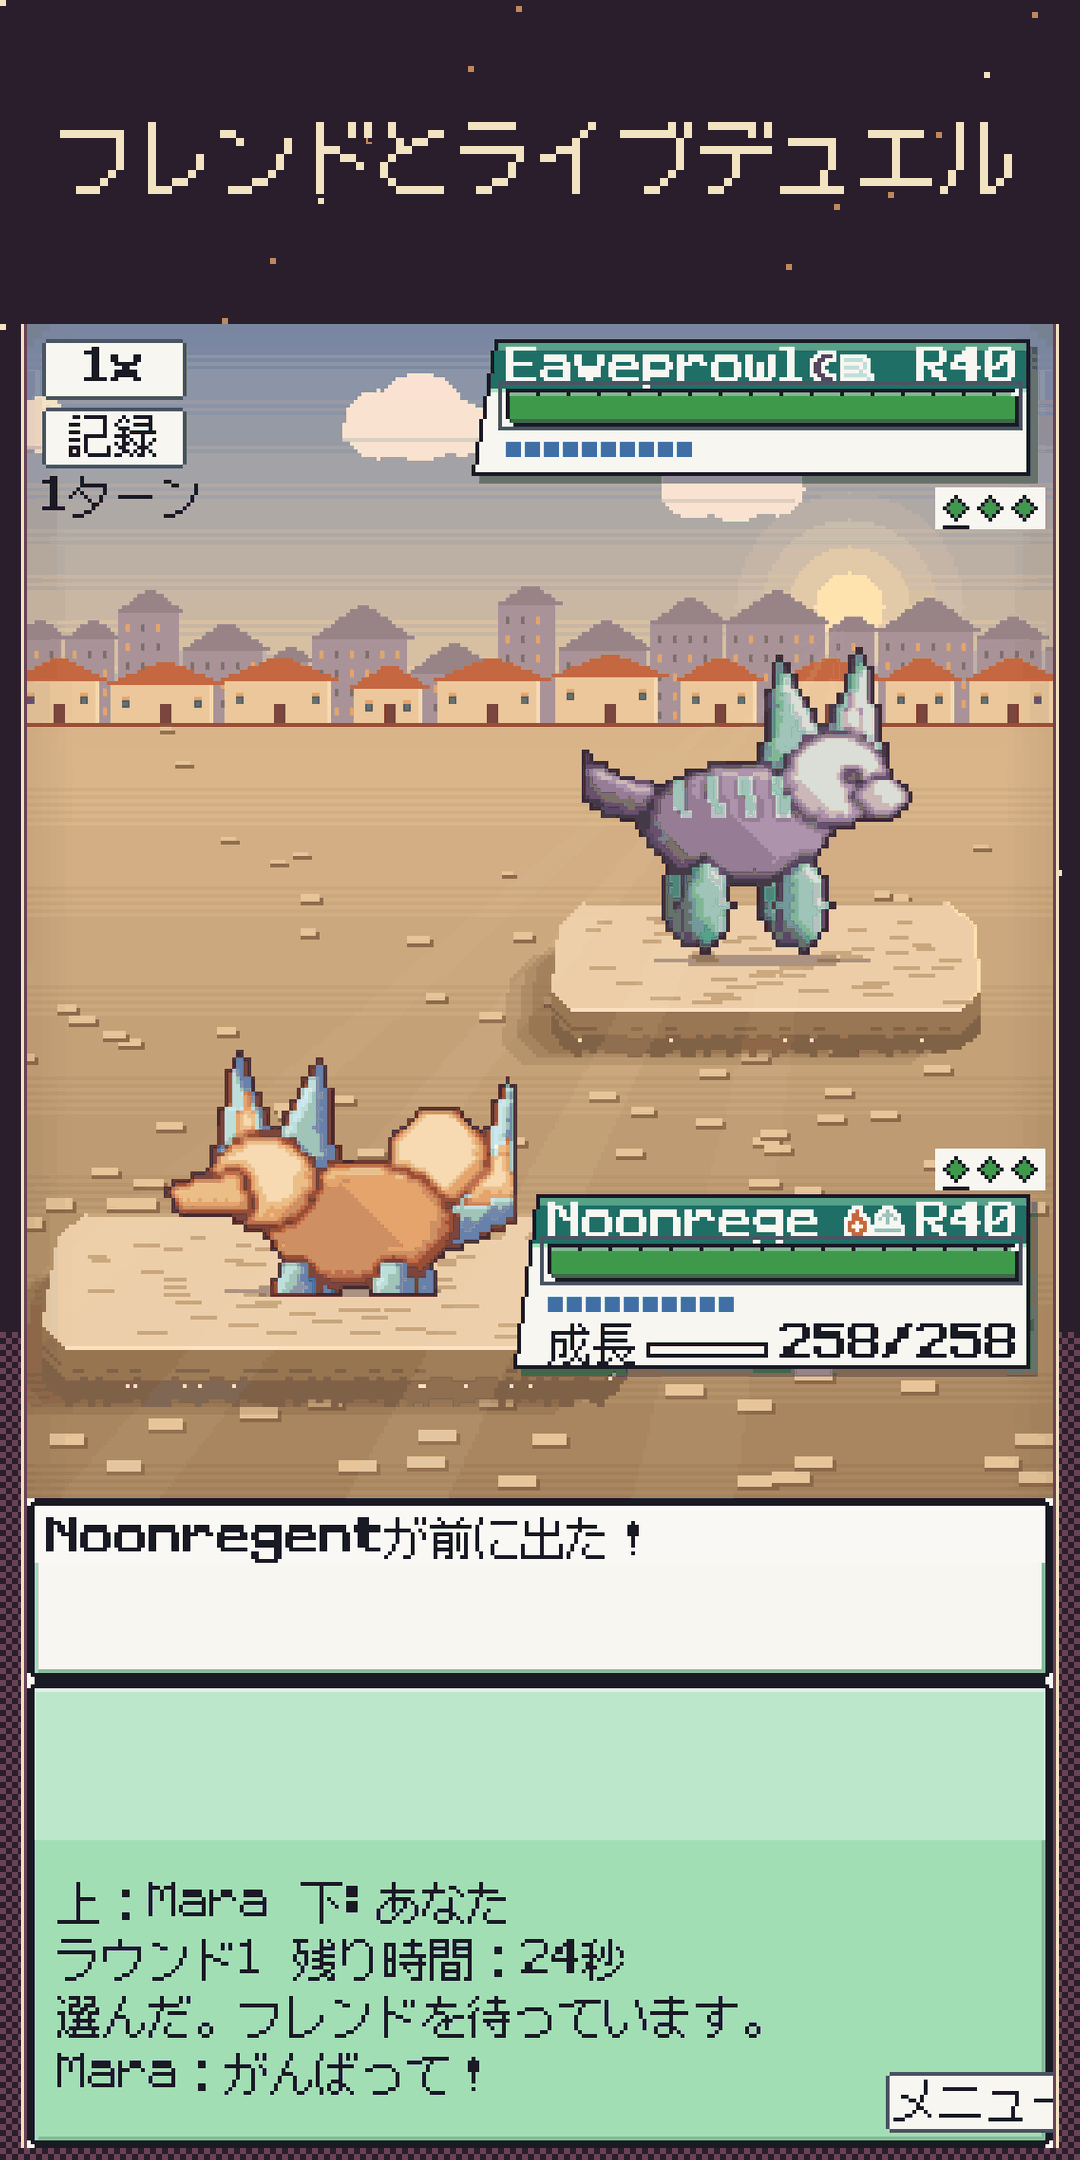 フレンドとライブデュエル
1x
Eaveprowl R40
記録
1ターン
Noonrege R40
成長 258/258
Noonregentが前に出た！
上：Mara 下：あなた
ラウンド1 残り時間：24秒
選んだ。フレンドを待っています。
Mara：がんばって！
メニュー